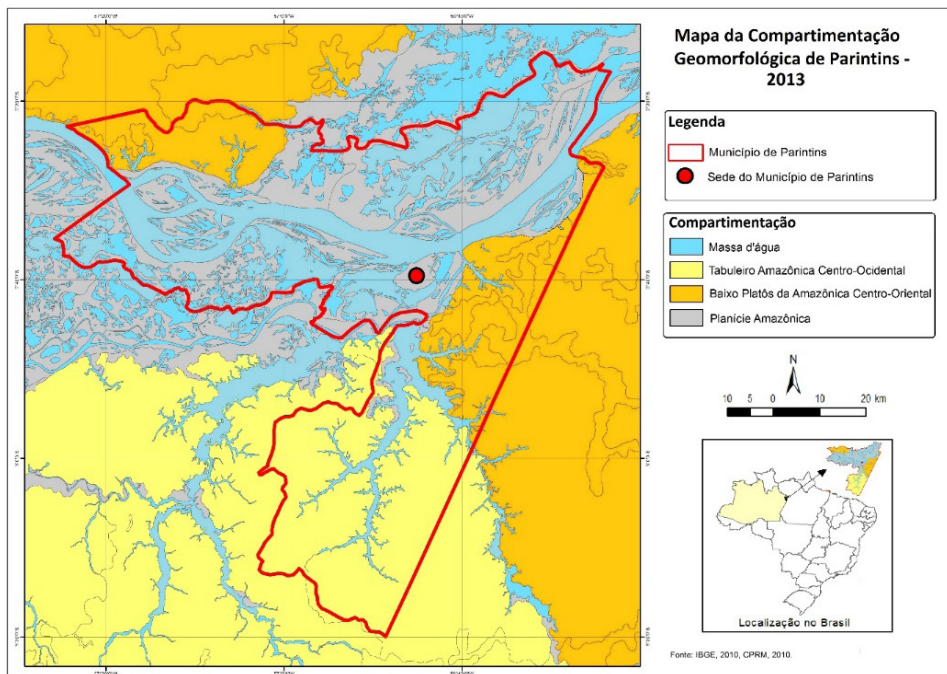 Mapa da Compartimentação
Geomorfológica de Parintins -
2013
Legenda
Município de Parintins
Sede do Município de Parintins
Compartimentação
Massa d'água
Tabuleiro Amazônica Centro-Ocidental
Baixo Platôs da Amazônica Centro-Oriental
Planície Amazônica
N
10 5 0 10 20 km
Localização no Brasil
Fonte: IBGE, 2010, CPRM, 2010.